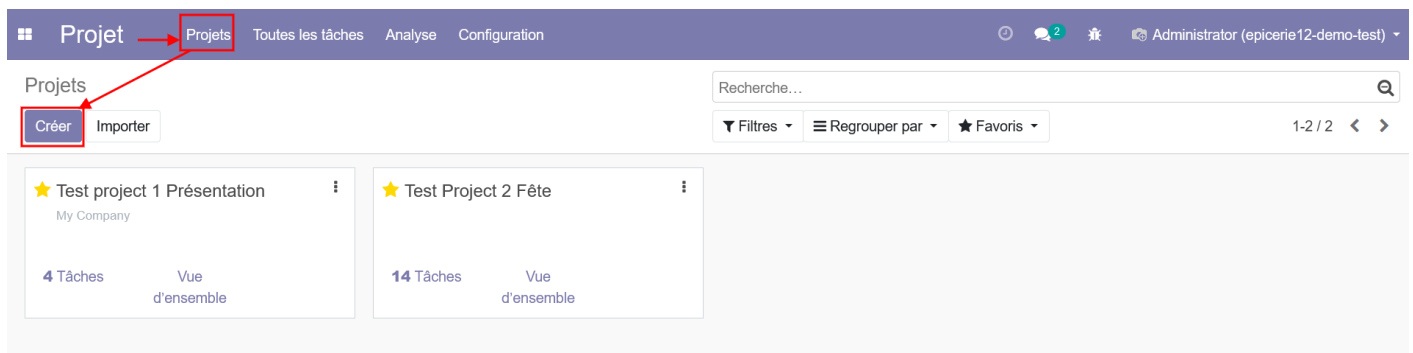 Projet Projets Toutes les tâches Analyse Configuration 2 Administrator (epicerie12-demo-test)
Projets Recherche...
Créer Importer Filtres Regrouper par Favoris 1-2 / 2
Test project 1 Présentation
My Company
4 Tâches Vue
d'ensemble
Test Project 2 Fête
14 Tâches Vue
d'ensemble